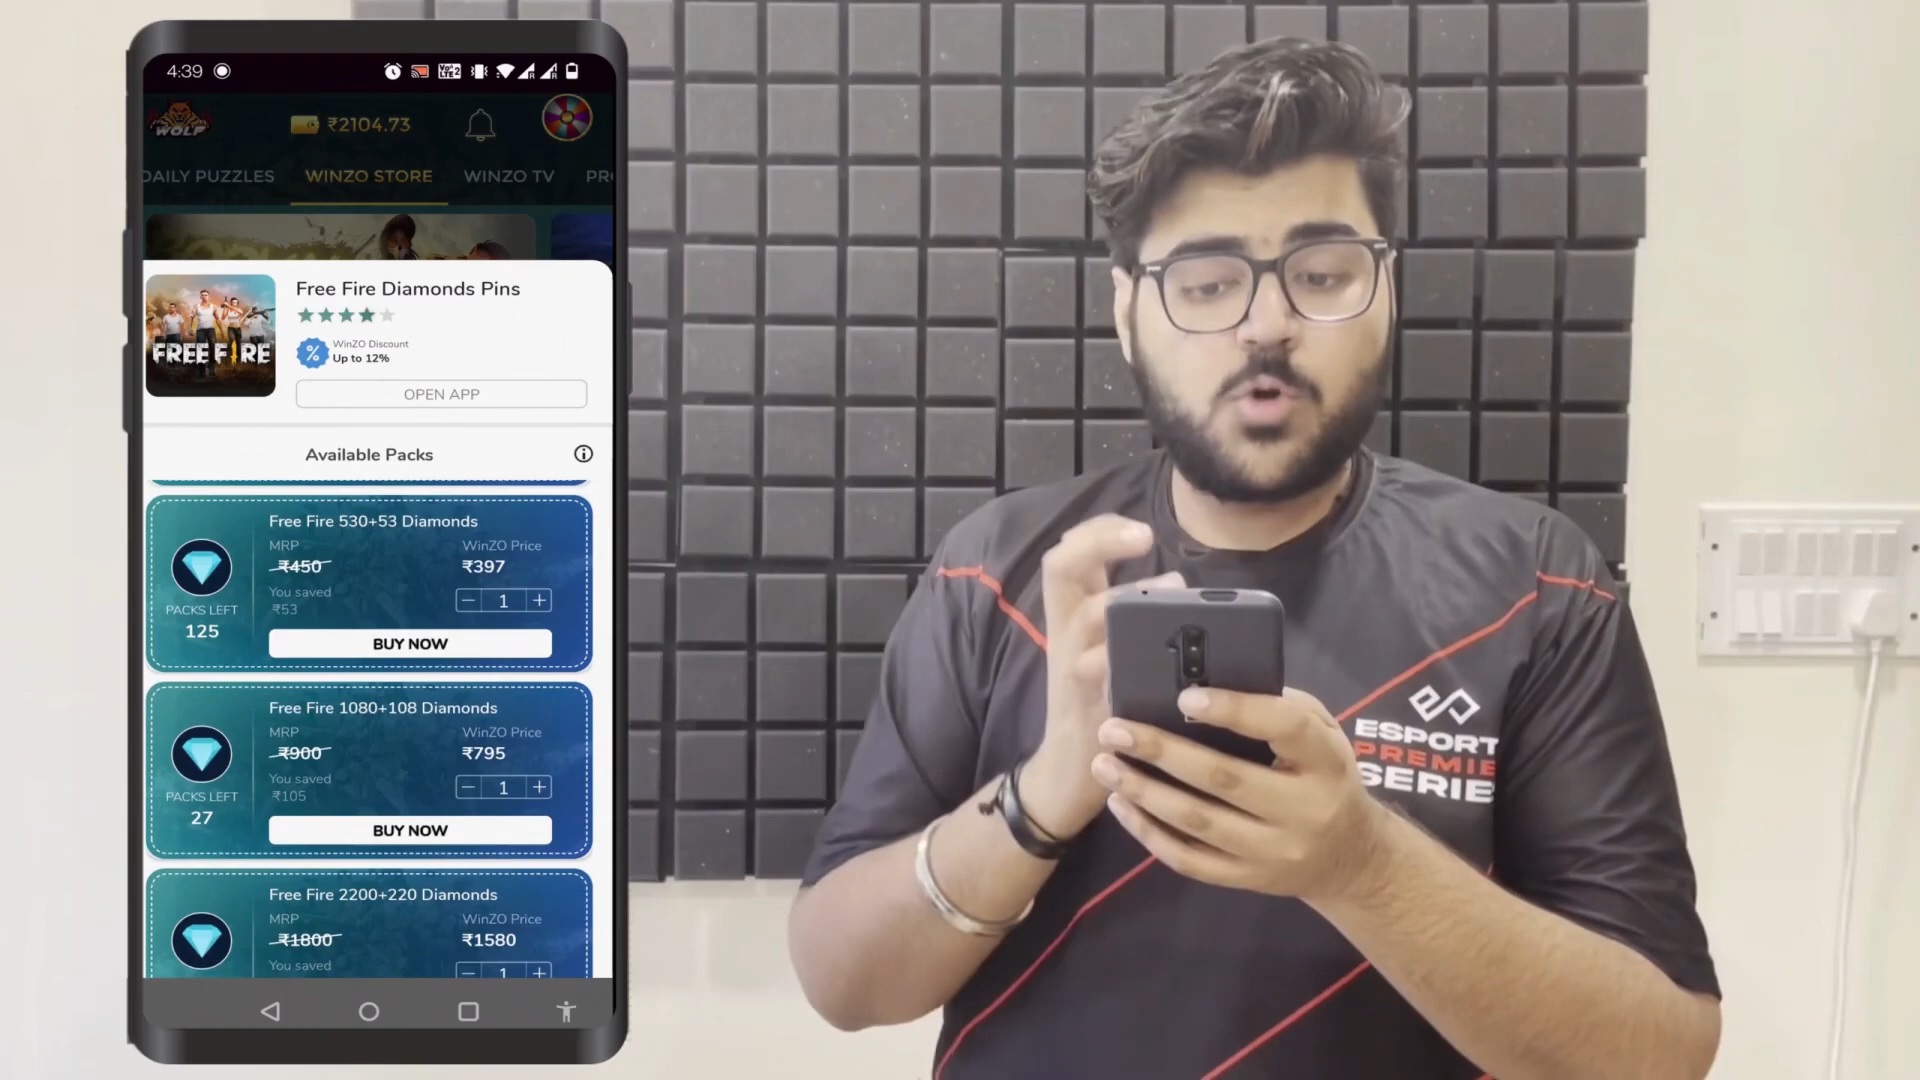 4:39
WOLF
₹2104.73
DAILY PUZZLES WINZO STORE WINZO TV PR
Free Fire Diamonds Pins
WinZO Discount
Up to 12%
FREE FIRE
OPEN APP
Available Packs
Free Fire 530+53 Diamonds
MRP WinZO Price
₹450 ₹397
You saved
₹53
1
PACKS LEFT
125
BUY NOW
Free Fire 1080+108 Diamonds
MRP WinZO Price
₹900 ₹795
You saved
₹105
1
PACKS LEFT
27
BUY NOW
Free Fire 2200+220 Diamonds
MRP WinZO Price
₹1800 ₹1580
You saved
1
ESPORT
PREMIE
SERIE